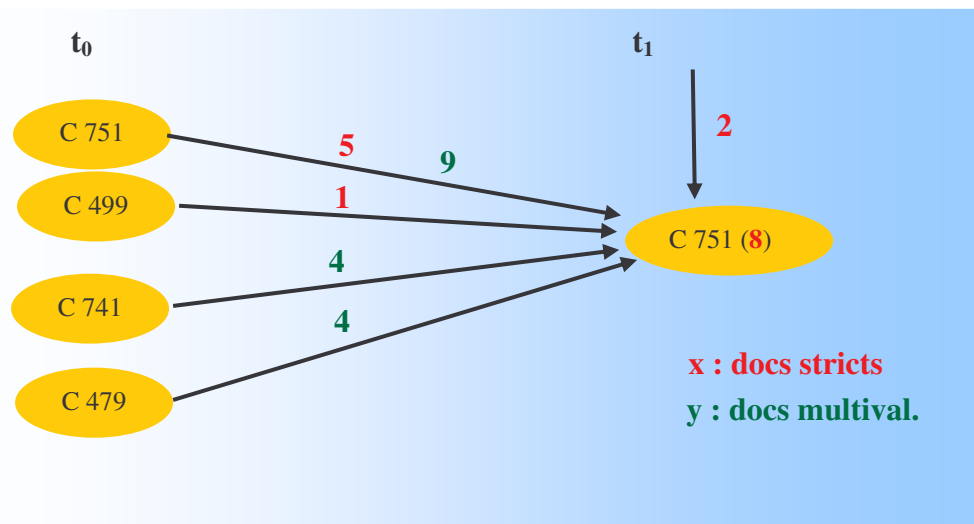 t0
t1
C 751
5
9
2
C 499
1
C 751 (8)
4
C 741
4
x : docs stricts
C 479
y : docs multival.